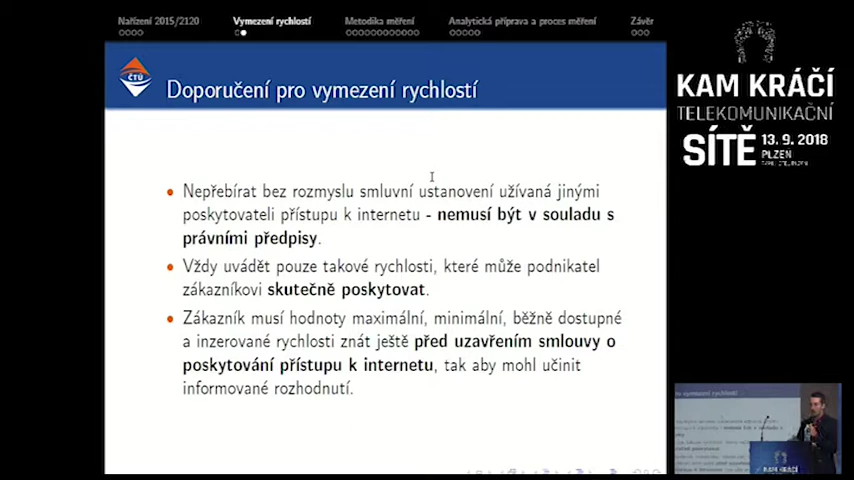 Nařízení 2015/2120 Vymezení rychlostí Metodika měření Analytická příprava a proces měření Závěr
ČTÚ
Doporučení pro vymezení rychlostí
KAM KRÁČÍ
TELEKOMUNIKAČNÍ
SÍTĚ 13. 9. 2018
PLZEŇ
• Nepřebírat bez rozmyslu smluvní ustanovení užívaná jinými
poskytovateli přístupu k internetu - nemusí být v souladu s
právními předpisy.
• Vždy uvádět pouze takové rychlosti, které může podnikatel
zákazníkovi skutečně poskytovat.
• Zákazník musí hodnoty maximální, minimální, běžně dostupné
a inzerované rychlosti znát ještě před uzavřením smlouvy o
poskytování přístupu k internetu, tak aby mohl učinit
informované rozhodnutí.
KAM KRÁČÍ